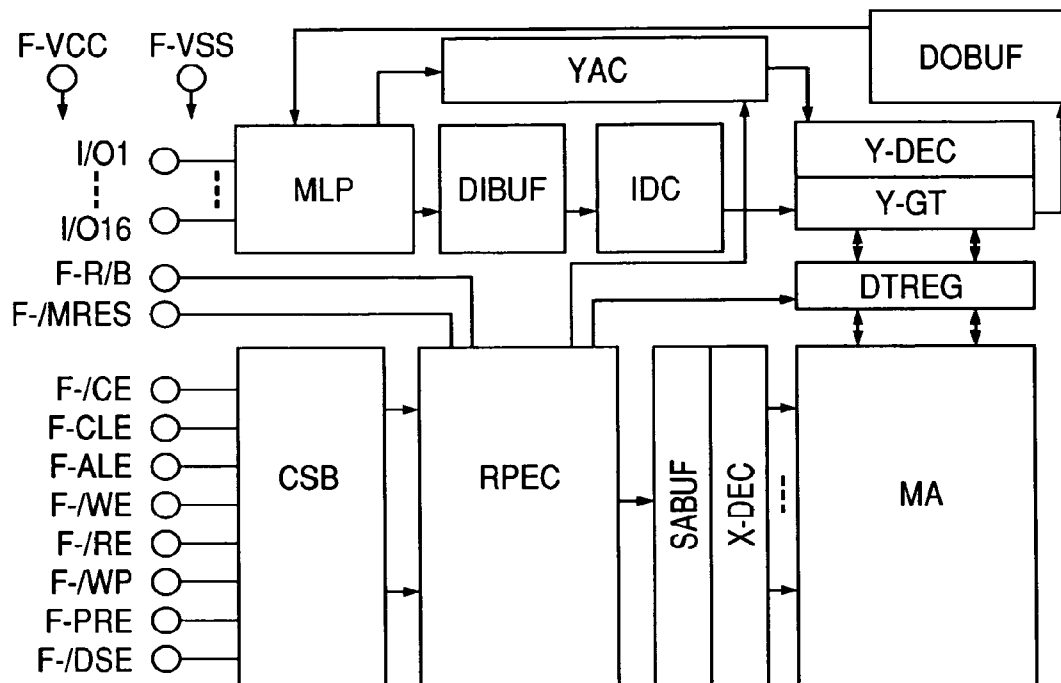 F-VCC
F-VSS
YAC
DOBUF
I/O1
I/O16
MLP
DIBUF
IDC
Y-DEC
Y-GT
F-R/B
F-/MRES
DTREG
F-/CE
F-CLE
F-ALE
F-/WE
F-/RE
F-/WP
F-PRE
F-/DSE
CSB
RPEC
SABUF
X-DEC
MA